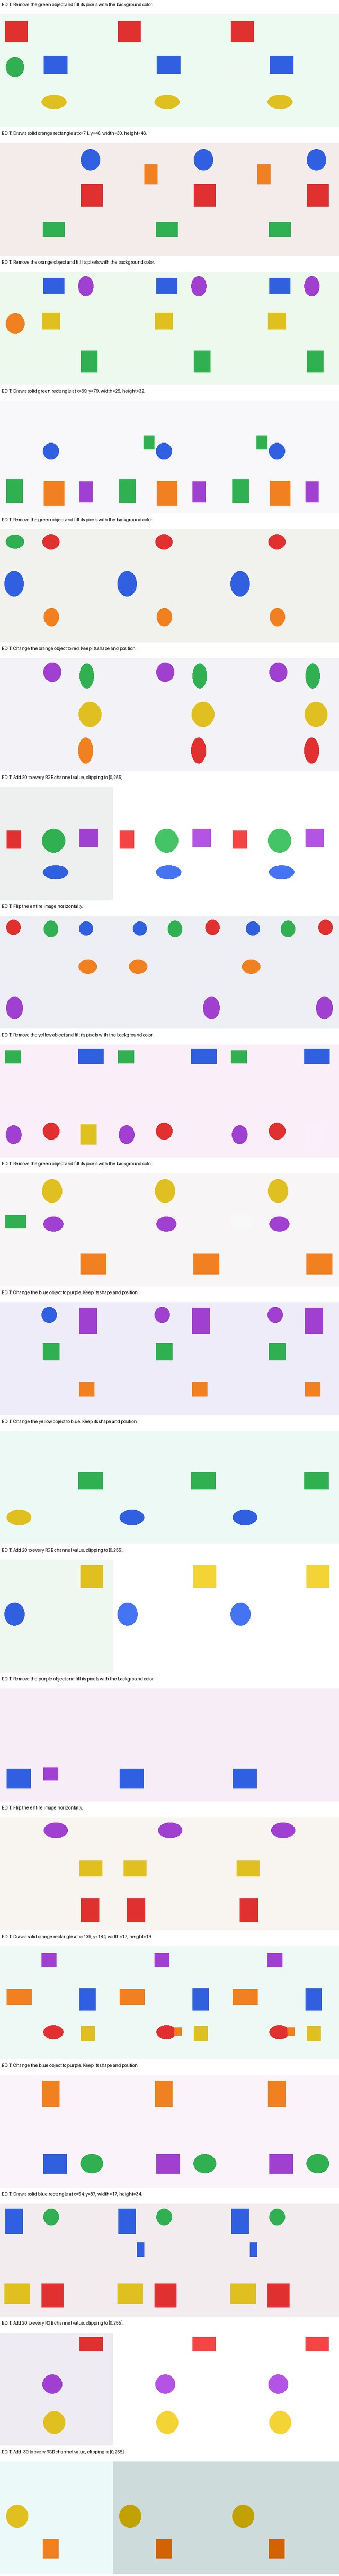 EDIT: Remove the green object and fill its pixels with the background color.
EDIT: Draw a solid orange rectangle at x=71, y=48, width=30, height=46.
EDIT: Remove the orange object and fill its pixels with the background color.
EDIT: Draw a solid green rectangle at x=69, y=79, width=25, height=32.
EDIT: Remove the green object and fill its pixels with the background color.
EDIT: Change the orange object to red. Keep its shape and position.
EDIT: Add 20 to every RGB channel value, clipping to [0,255].
EDIT: Flip the entire image horizontally.
EDIT: Remove the yellow object and fill its pixels with the background color.
EDIT: Remove the green object and fill its pixels with the background color.
EDIT: Change the blue object to purple. Keep its shape and position.
EDIT: Change the yellow object to blue. Keep its shape and position.
EDIT: Add 20 to every RGB channel value, clipping to [0,255].
EDIT: Remove the purple object and fill its pixels with the background color.
EDIT: Flip the entire image horizontally.
EDIT: Draw a solid orange rectangle at x=139, y=184, width=17, height=19.
EDIT: Change the blue object to purple. Keep its shape and position.
EDIT: Draw a solid blue rectangle at x=54, y=87, width=17, height=34.
EDIT: Add 20 to every RGB channel value, clipping to [0,255].
EDIT: Add -30 to every RGB channel value, clipping to [0,255].